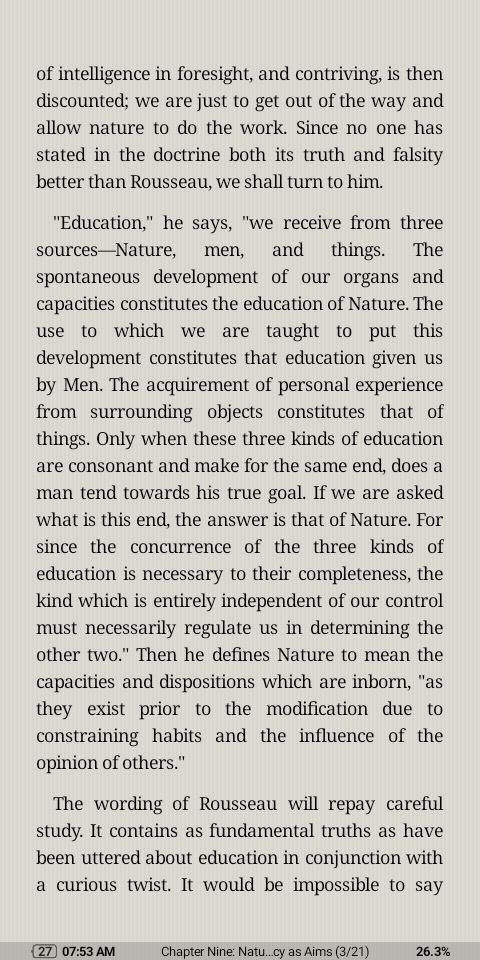 of intelligence in foresight, and contriving, is then
discounted; we are just to get out of the way and
allow nature to do the work. Since no one has
stated in the doctrine both its truth and falsity
better than Rousseau, we shall turn to him.
"Education," he says, "we receive from three
sources—Nature, men, and things. The
spontaneous development of our organs and
capacities constitutes the education of Nature. The
use to which we are taught to put this
development constitutes that education given us
by Men. The acquirement of personal experience
from surrounding objects constitutes that of
things. Only when these three kinds of education
are consonant and make for the same end, does a
man tend towards his true goal. If we are asked
what is this end, the answer is that of Nature. For
since the concurrence of the three kinds of
education is necessary to their completeness, the
kind which is entirely independent of our control
must necessarily regulate us in determining the
other two." Then he defines Nature to mean the
capacities and dispositions which are inborn, "as
they exist prior to the modification due to
constraining habits and the influence of the
opinion of others."
The wording of Rousseau will repay careful
study. It contains as fundamental truths as have
been uttered about education in conjunction with
a curious twist. It would be impossible to say
27 07:53 AM Chapter Nine: Natu...cy as Aims (3/21) 26.3%